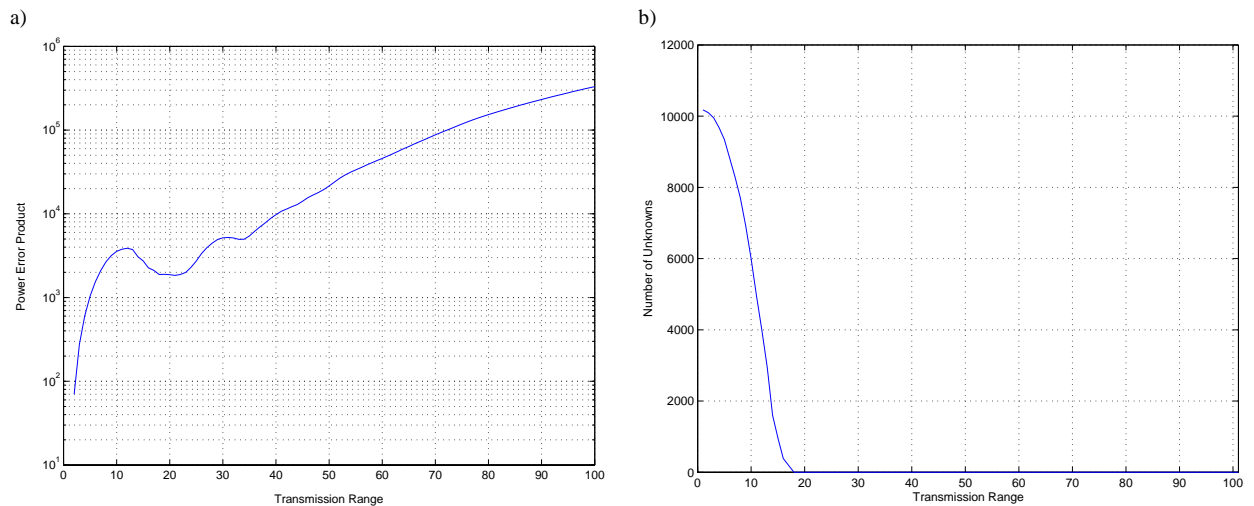 a)
10^6
10^5
10^4
10^3
10^2
10^1
Power Error Product
0 10 20 30 40 50 60 70 80 90 100
Transmission Range
b)
12000
10000
8000
6000
4000
2000
0
Number of Unknowns
0 10 20 30 40 50 60 70 80 90 100
Transmission Range